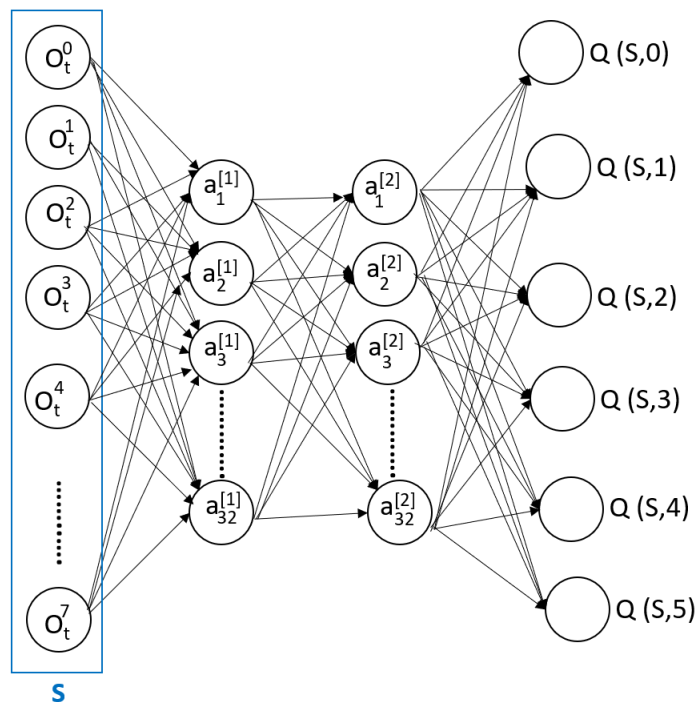 O_t^0
O_t^1
O_t^2
O_t^3
O_t^4
O_t^7
S
a_1^[1]
a_2^[1]
a_3^[1]
a_32^[1]
a_1^[2]
a_2^[2]
a_3^[2]
a_32^[2]
Q (S,0)
Q (S,1)
Q (S,2)
Q (S,3)
Q (S,4)
Q (S,5)